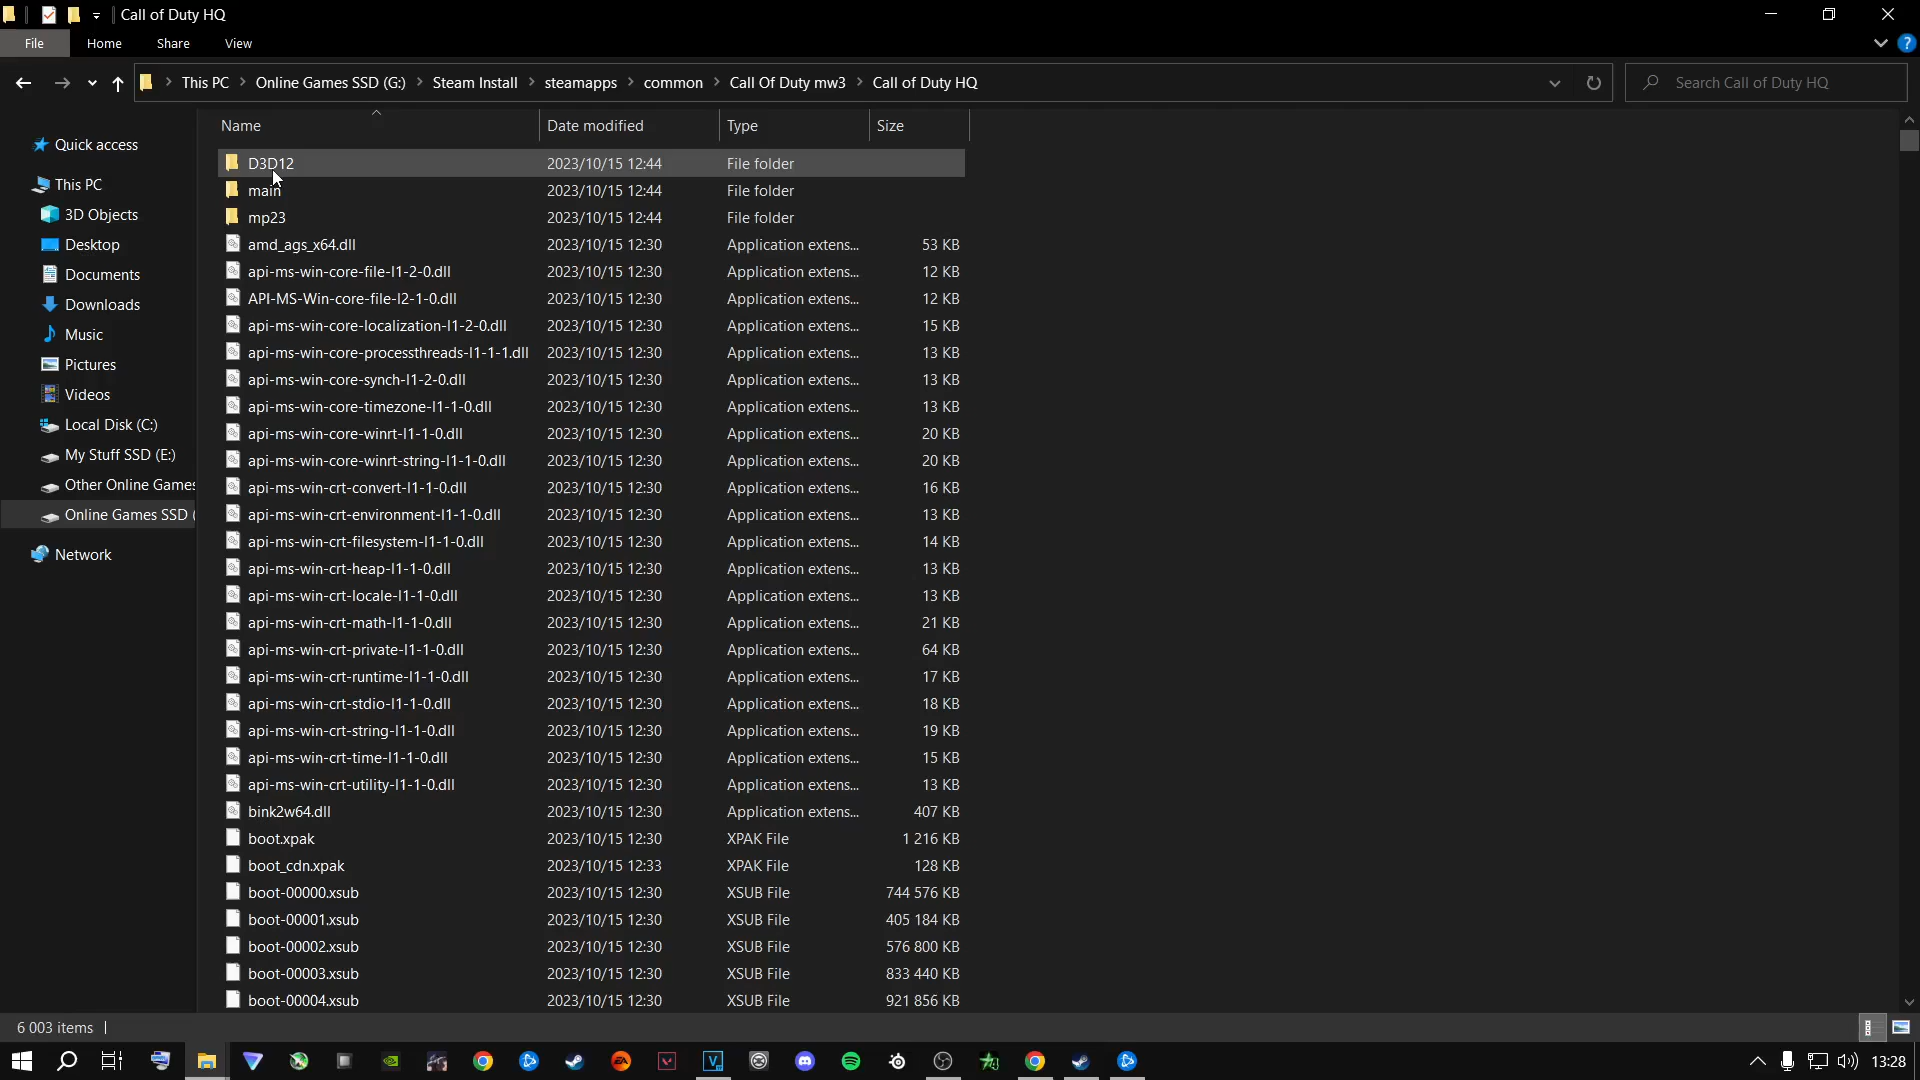 Call of Duty HQ
File Home Share View
This PC Online Games SSD (G:) Steam Install steamapps common Call Of Duty mw3 Call of Duty HQ
Search Call of Duty HQ
Name Date modified Type Size
D3D12 2023/10/15 12:44 File folder
main 2023/10/15 12:44 File folder
mp23 2023/10/15 12:44 File folder
amd_ags_x64.dll 2023/10/15 12:30 Application extens... 53 KB
api-ms-win-core-file-l1-2-0.dll 2023/10/15 12:30 Application extens... 12 KB
API-MS-Win-core-file-l2-1-0.dll 2023/10/15 12:30 Application extens... 12 KB
api-ms-win-core-localization-l1-2-0.dll 2023/10/15 12:30 Application extens... 15 KB
api-ms-win-core-processthreads-l1-1-1.dll 2023/10/15 12:30 Application extens... 13 KB
api-ms-win-core-synch-l1-2-0.dll 2023/10/15 12:30 Application extens... 13 KB
api-ms-win-core-timezone-l1-1-0.dll 2023/10/15 12:30 Application extens... 13 KB
api-ms-win-core-winrt-l1-1-0.dll 2023/10/15 12:30 Application extens... 20 KB
api-ms-win-core-winrt-string-l1-1-0.dll 2023/10/15 12:30 Application extens... 20 KB
api-ms-win-crt-convert-l1-1-0.dll 2023/10/15 12:30 Application extens... 16 KB
api-ms-win-crt-environment-l1-1-0.dll 2023/10/15 12:30 Application extens... 13 KB
api-ms-win-crt-filesystem-l1-1-0.dll 2023/10/15 12:30 Application extens... 14 KB
api-ms-win-crt-heap-l1-1-0.dll 2023/10/15 12:30 Application extens... 13 KB
api-ms-win-crt-locale-l1-1-0.dll 2023/10/15 12:30 Application extens... 13 KB
api-ms-win-crt-math-l1-1-0.dll 2023/10/15 12:30 Application extens... 21 KB
api-ms-win-crt-private-l1-1-0.dll 2023/10/15 12:30 Application extens... 64 KB
api-ms-win-crt-runtime-l1-1-0.dll 2023/10/15 12:30 Application extens... 17 KB
api-ms-win-crt-stdio-l1-1-0.dll 2023/10/15 12:30 Application extens... 18 KB
api-ms-win-crt-string-l1-1-0.dll 2023/10/15 12:30 Application extens... 19 KB
api-ms-win-crt-time-l1-1-0.dll 2023/10/15 12:30 Application extens... 15 KB
api-ms-win-crt-utility-l1-1-0.dll 2023/10/15 12:30 Application extens... 13 KB
bink2w64.dll 2023/10/15 12:30 Application extens... 407 KB
boot.xpak 2023/10/15 12:30 XPAK File 1 216 KB
boot_cdn.xpak 2023/10/15 12:33 XPAK File 128 KB
boot-00000.xsub 2023/10/15 12:30 XSUB File 744 576 KB
boot-00001.xsub 2023/10/15 12:30 XSUB File 405 184 KB
boot-00002.xsub 2023/10/15 12:30 XSUB File 576 800 KB
boot-00003.xsub 2023/10/15 12:30 XSUB File 833 440 KB
boot-00004.xsub 2023/10/15 12:30 XSUB File 921 856 KB
Quick access
This PC
3D Objects
Desktop
Documents
Downloads
Music
Pictures
Videos
Local Disk (C:)
My Stuff SSD (E:)
Other Online Games
Online Games SSD (
Network
6 003 items
13:28